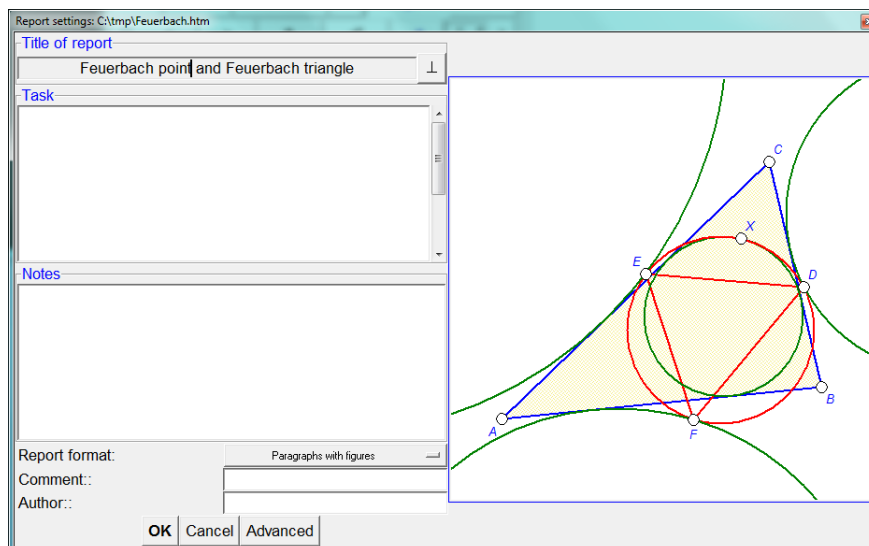 Report settings: C:\tmp\Feuerbach.htm
Title of report
Feuerbach point and Feuerbach triangle
⊥
Task
Notes
Report format:
Paragraphs with figures
Comment::
Author::
OK Cancel Advanced
C
X
E
D
B
A
F